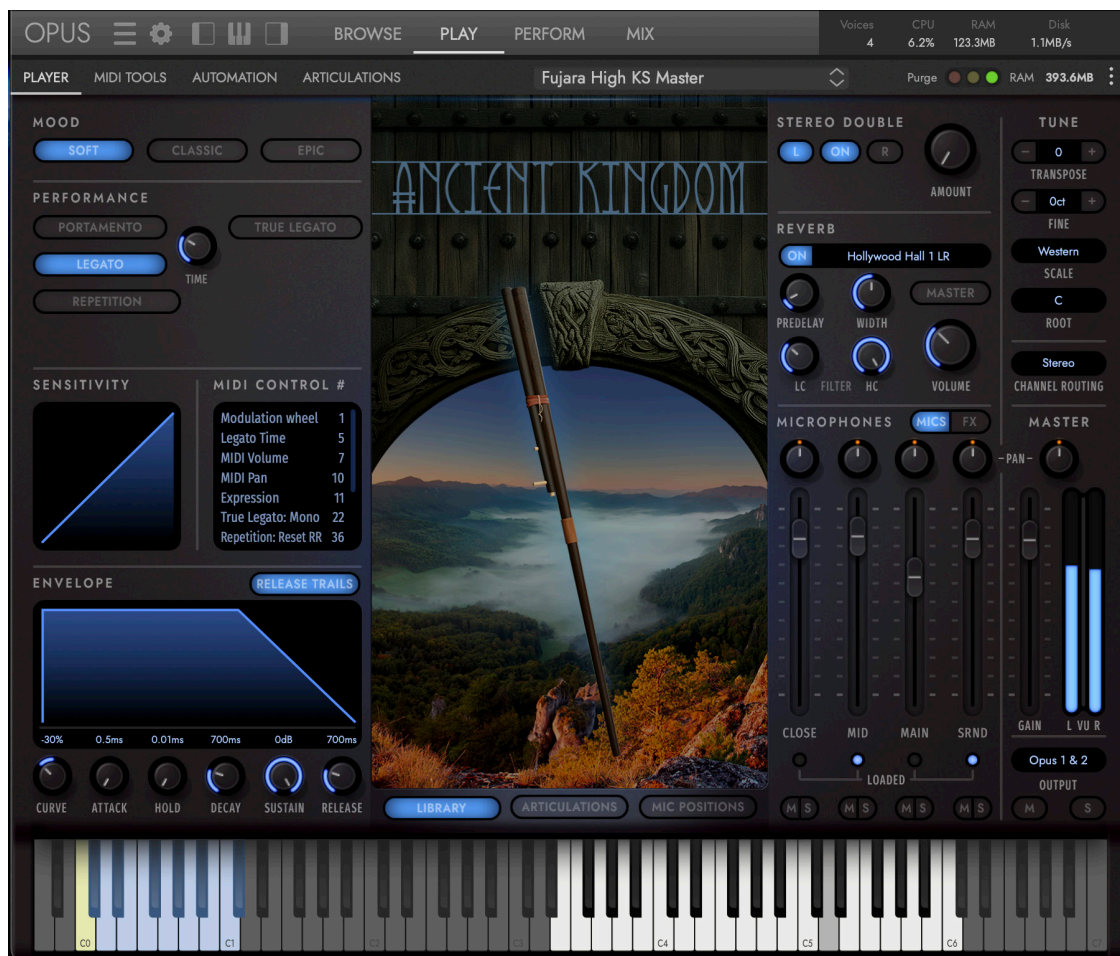 OPUS BROWSE PLAY PERFORM MIX Voices CPU RAM Disk
4 6.2% 123.3MB 1.1MB/s
PLAYER MIDI TOOLS AUTOMATION ARTICULATIONS Fujara High KS Master Purge RAM 393.6MB
MOOD
SOFT CLASSIC EPIC
PERFORMANCE
PORTAMENTO TRUE LEGATO
LEGATO
TIME
REPETITION
SENSITIVITY
MIDI CONTROL #
Modulation wheel 1
Legato Time 5
MIDI Volume 7
MIDI Pan 10
Expression 11
True Legato: Mono 22
Repetition: Reset RR 36
ENVELOPE RELEASE TRAILS
-30% 0.5ms 0.01ms 700ms 0dB 700ms
CURVE ATTACK HOLD DECAY SUSTAIN RELEASE
ANCIENT KINGDOM
LIBRARY ARTICULATIONS MIC POSITIONS
STEREO DOUBLE
L ON R
AMOUNT
REVERB
ON Hollywood Hall 1 LR
MASTER
PREDELAY WIDTH
LC FILTER HC VOLUME
MICROPHONES MICS FX
CLOSE MID MAIN SRND
LOADED
M S M S M S M S
TUNE
- 0 +
TRANSPOSE
- 0ct +
FINE
Western
SCALE
C
ROOT
Stereo
CHANNEL ROUTING
MASTER
-PAN-
GAIN L VU R
Opus 1 & 2
OUTPUT
M S
C0 C1 C2 C3 C4 C5 C6 C7